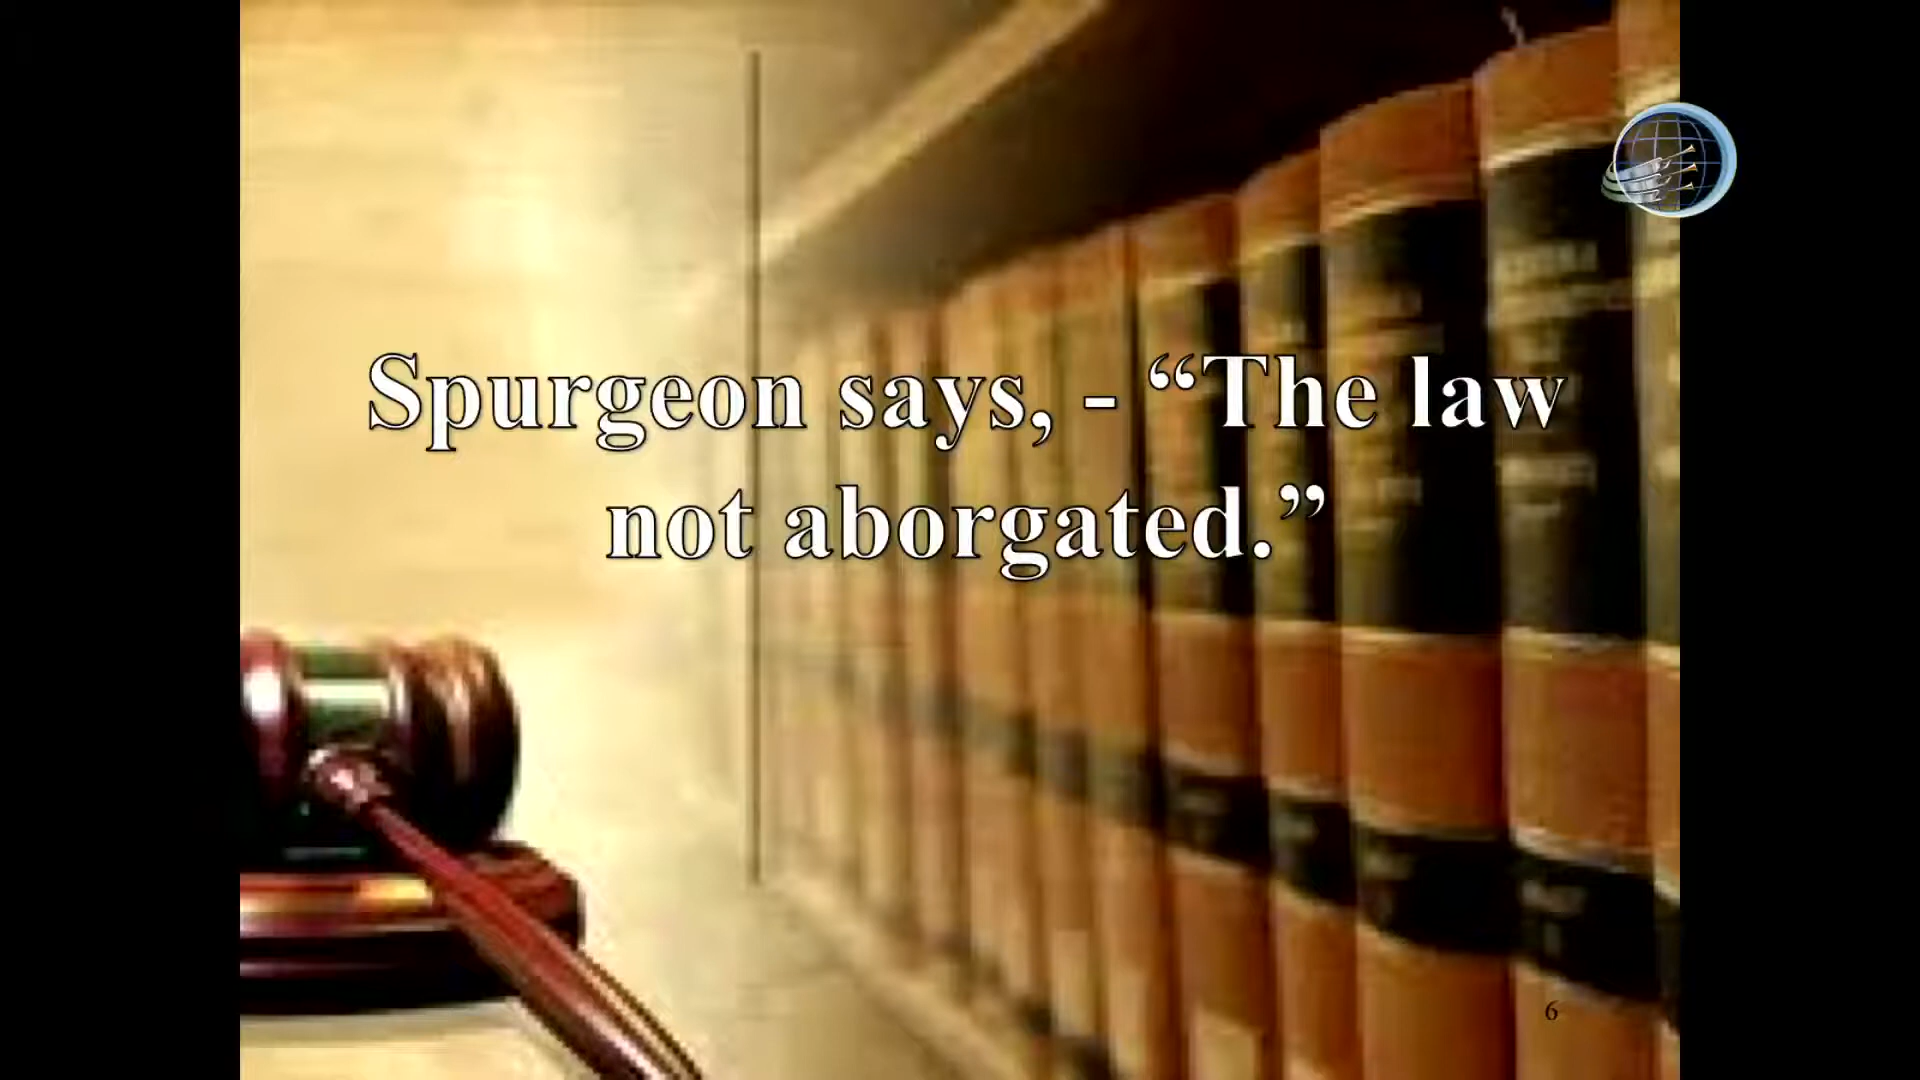 Spurgeon says, - “The law
not aborgated.”
6